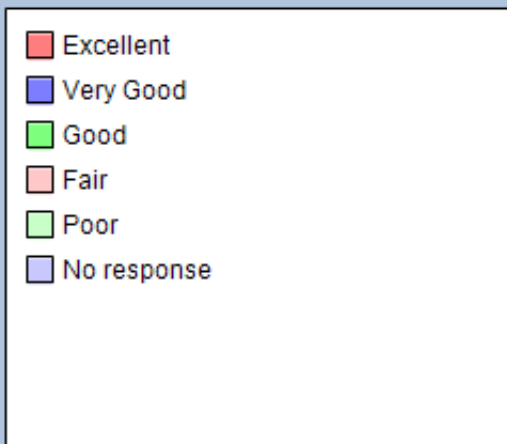 Excellent
Very Good
Good
Fair
Poor
No response